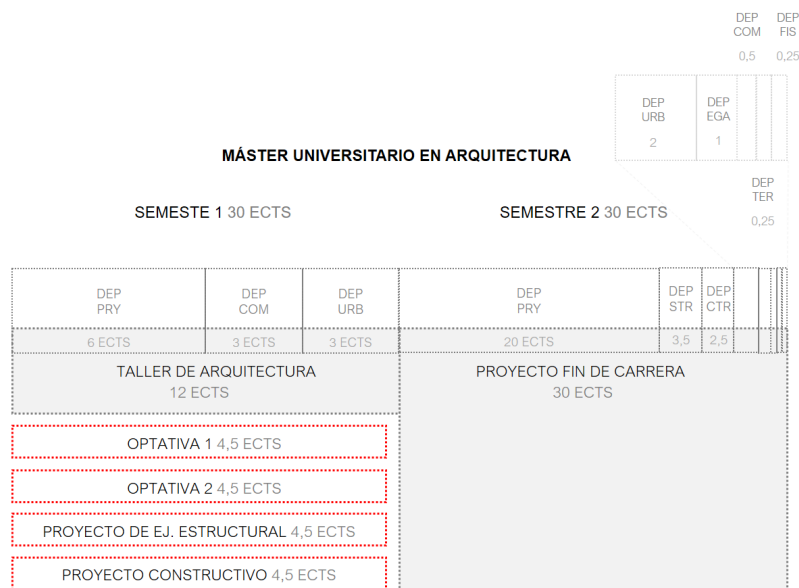 DEP DEP
COM FIS
0,5 0,25
DEP DEP
URB EGA
2 1
MÁSTER UNIVERSITARIO EN ARQUITECTURA
DEP
TER
0,25
SEMESTE 1 30 ECTS
SEMESTRE 2 30 ECTS
DEP DEP DEP DEP DEP DEP
PRY COM URB PRY STR CTR
6 ECTS 3 ECTS 3 ECTS 20 ECTS 3,5 2,5
TALLER DE ARQUITECTURA
12 ECTS
PROYECTO FIN DE CARRERA
30 ECTS
OPTATIVA 1 4,5 ECTS
OPTATIVA 2 4,5 ECTS
PROYECTO DE EJ. ESTRUCTURAL 4,5 ECTS
PROYECTO CONSTRUCTIVO 4,5 ECTS